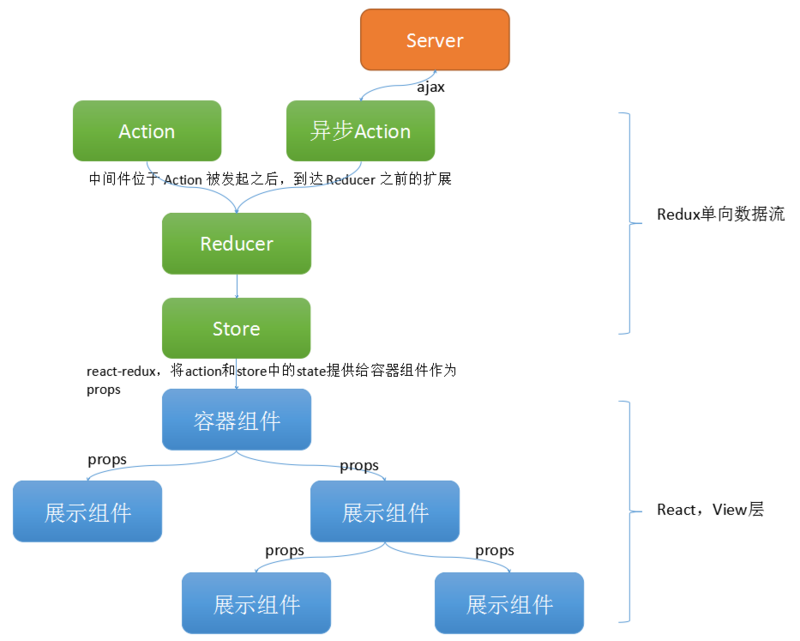 Server
ajax
Action
异步Action
中间件位于 Action 被发起之后，到达 Reducer 之前的扩展
Redux单向数据流
Reducer
Store
react-redux，将action和store中的state提供给容器组件作为
props
容器组件
props
props
展示组件
展示组件
React，View层
props
props
展示组件
展示组件